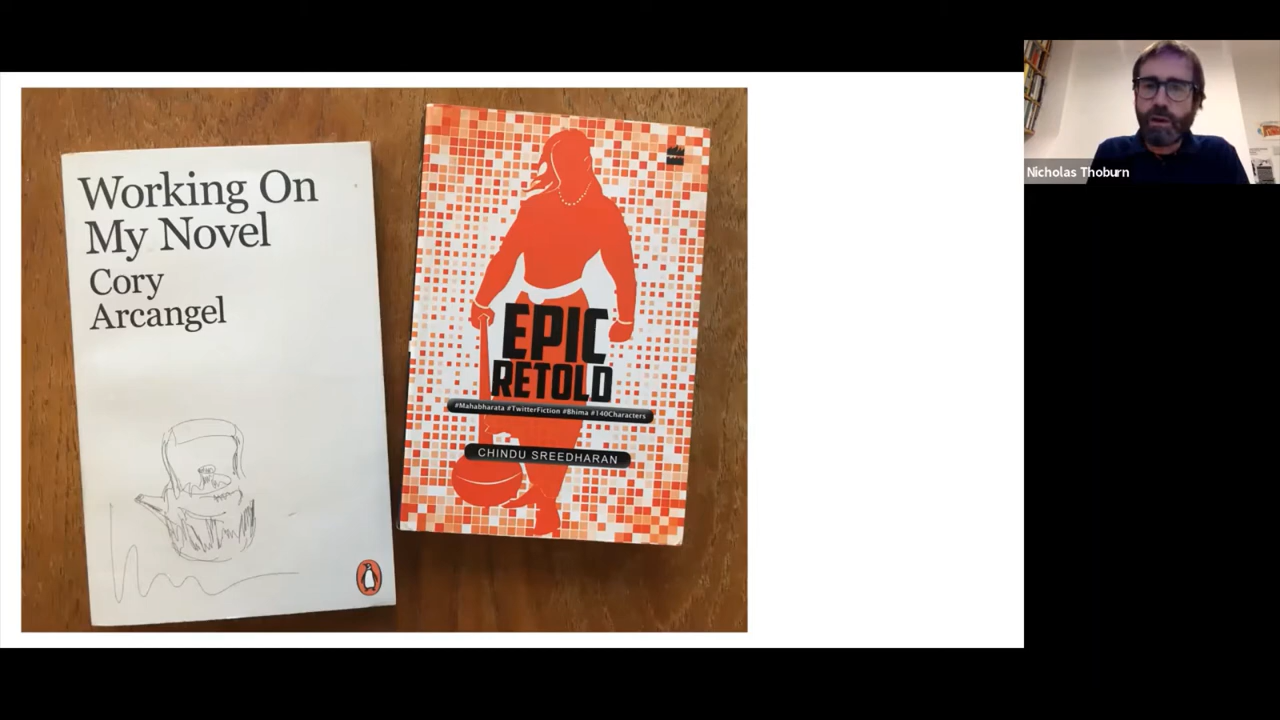 Working On
My Novel
Cory
Arcangel
EPIC
RETOLD
#Mahabharata #TwitterFiction #Bhima #140Characters
CHINDU SREEDHARAN
Nicholas Thoburn